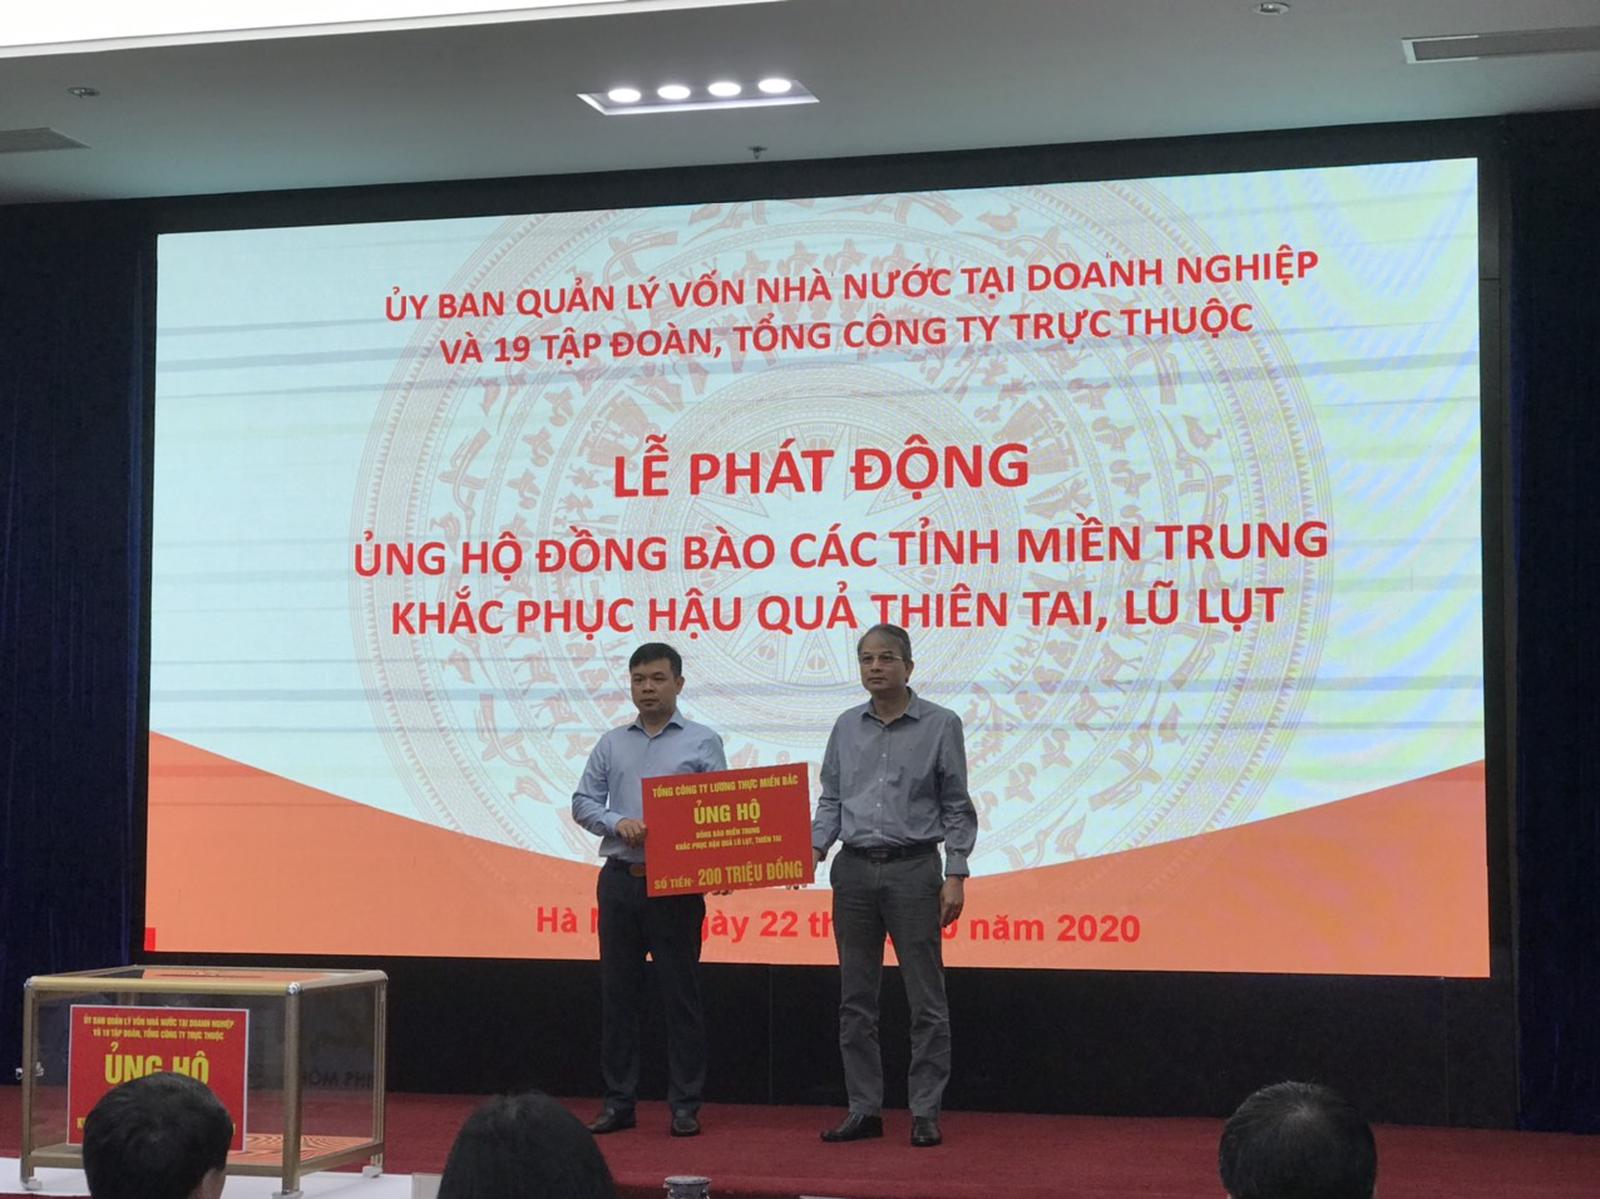 ỦY BAN QUẢN LÝ VỐN NHÀ NƯỚC TẠI DOANH NGHIỆP
VÀ 19 TẬP ĐOÀN, TỔNG CÔNG TY TRỰC THUỘC
LỄ PHÁT ĐỘNG
ỦNG HỘ ĐỒNG BÀO CÁC TỈNH MIỀN TRUNG
KHẮC PHỤC HẬU QUẢ THIÊN TAI, LŨ LỤT
TỔNG CÔNG TY LƯƠNG THỰC MIỀN BẮC
ỦNG HỘ
ĐỒNG BÀO MIỀN TRUNG
KHẮC PHỤC HẬU QUẢ LŨ LỤT, THIÊN TAI
SỐ TIỀN: 200 TRIỆU ĐỒNG
Hà 22 năm 2020
ỦY BAN QUẢN LÝ VỐN NHÀ NƯỚC TẠI DOANH NGHIỆP
VÀ 19 TẬP ĐOÀN, TỔNG CÔNG TY TRỰC THUỘC
ỦNG HỘ